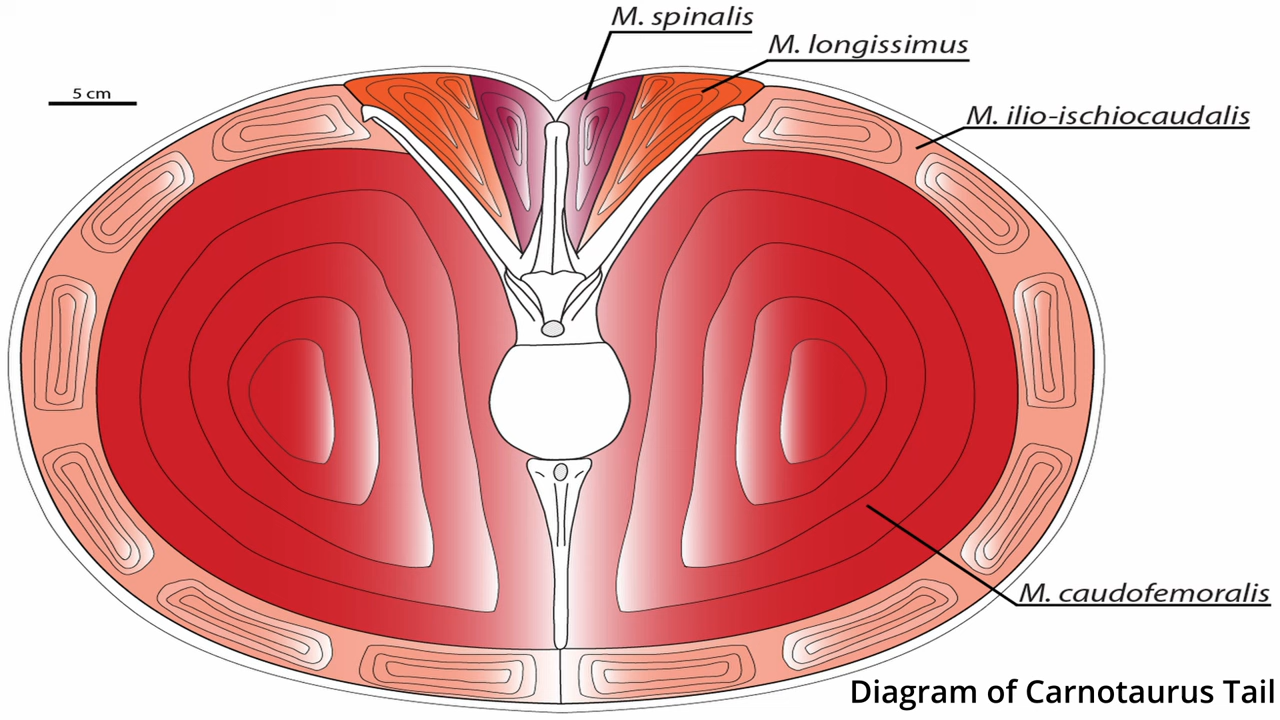 M. spinalis
M. longissimus
5 cm
M. ilio-ischiocaudalis
M. caudofemoralis
Diagram of Carnotaurus Tail